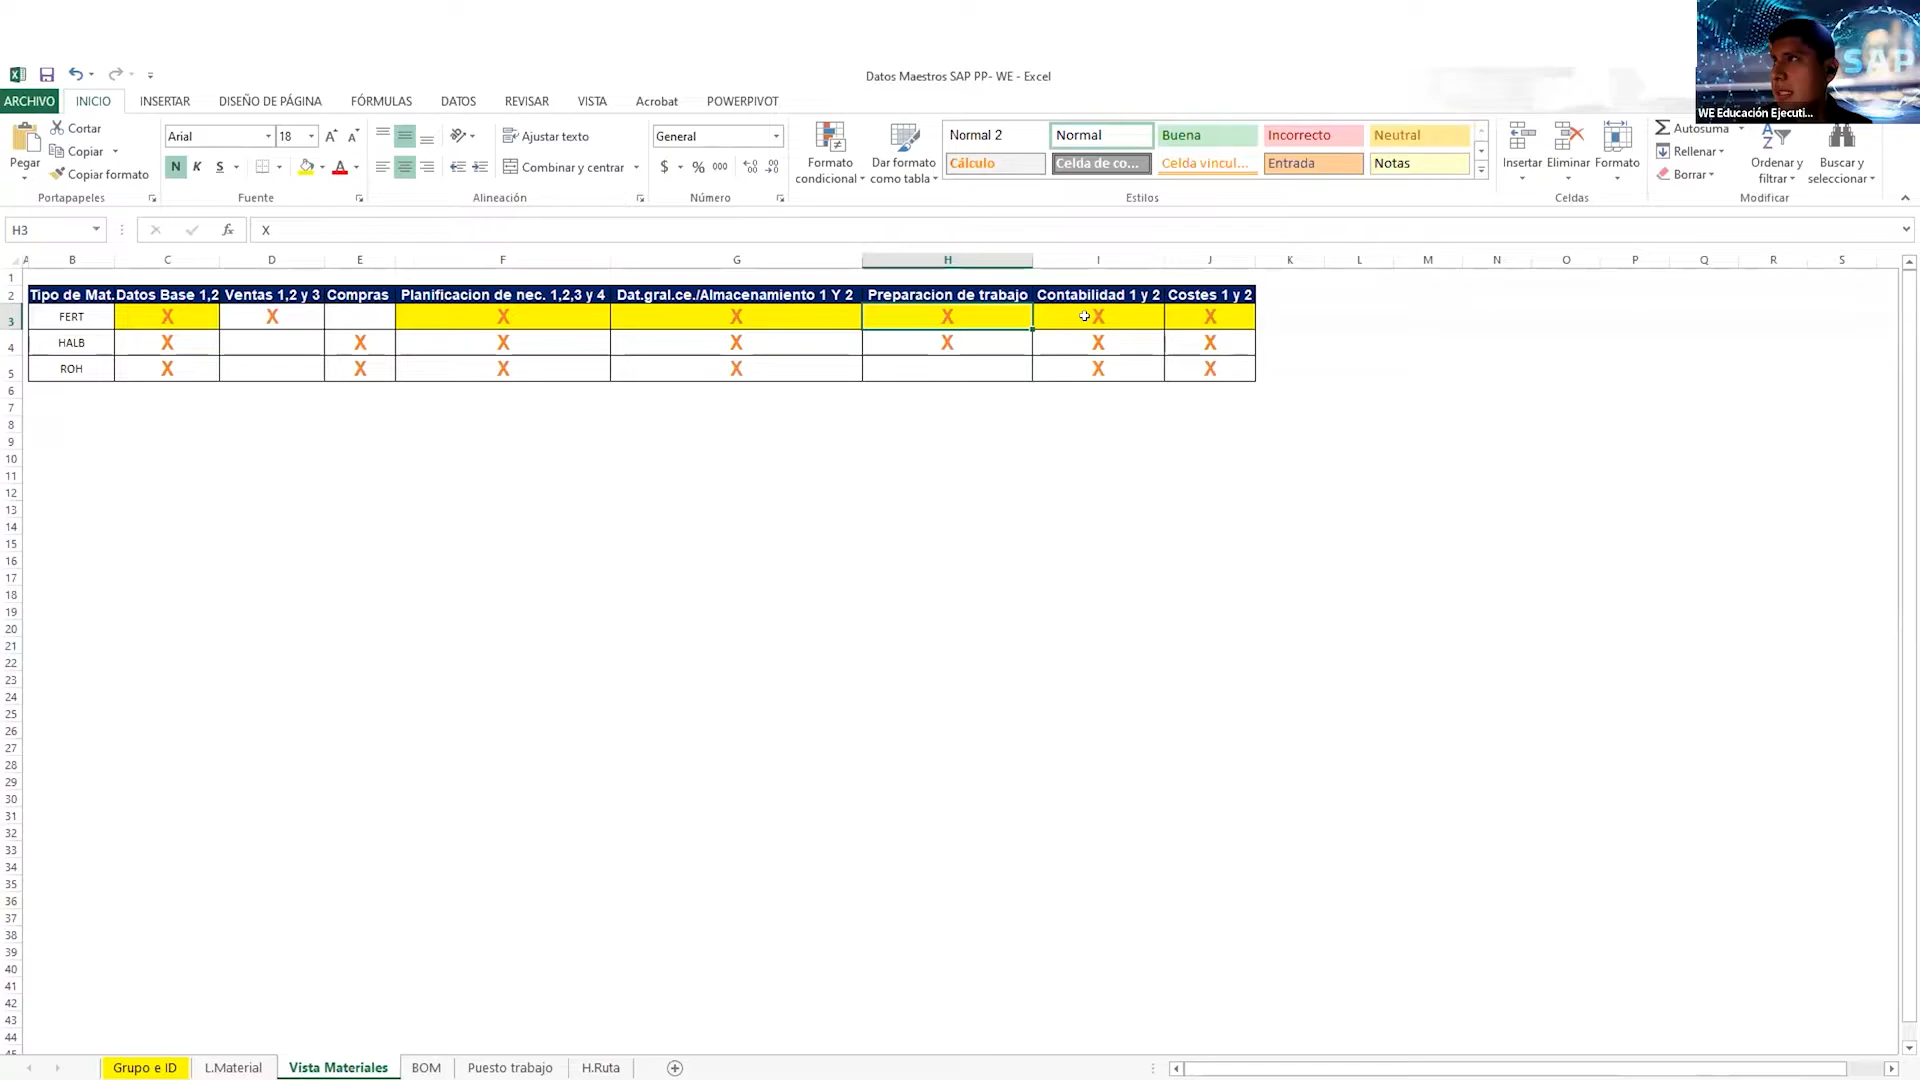 Datos Maestros SAP PP- WE - Excel
SAP
WE Educación Ejecuti...
ARCHIVO INICIO INSERTAR DISEÑO DE PÁGINA FÓRMULAS DATOS REVISAR VISTA Acrobat POWERPIVOT
Pegar
Cortar
Copiar
Copiar formato
Portapapeles
Arial 18
N K S
Fuente
Ajustar texto
Combinar y centrar
Alineación
General
$ % 000
Número
Formato condicional
Dar formato como tabla
Normal 2 Normal Buena Incorrecto Neutral
Cálculo Celda de co... Celda vincul... Entrada Notas
Estilos
Insertar Eliminar Formato
Celdas
Autosuma
Rellenar
Borrar
Ordenar y filtrar
Buscar y seleccionar
Modificar
H3 fx X
A B C D E F G H I J K L M N O P Q R S
1
2 Tipo de Mat. Datos Base 1,2 Ventas 1,2 y 3 Compras Planificacion de nec. 1,2,3 y 4 Dat.gral.ce./Almacenamiento 1 Y 2 Preparacion de trabajo Contabilidad 1 y 2 Costes 1 y 2
3 FERT X X X X X X X
4 HALB X X X X X X X
5 ROH X X X X X X
6
7
8
9
10
11
12
13
14
15
16
17
18
19
20
21
22
23
24
25
26
27
28
29
30
31
32
33
34
35
36
37
38
39
40
41
42
43
44
45
Grupo e ID L.Material Vista Materiales BOM Puesto trabajo H.Ruta